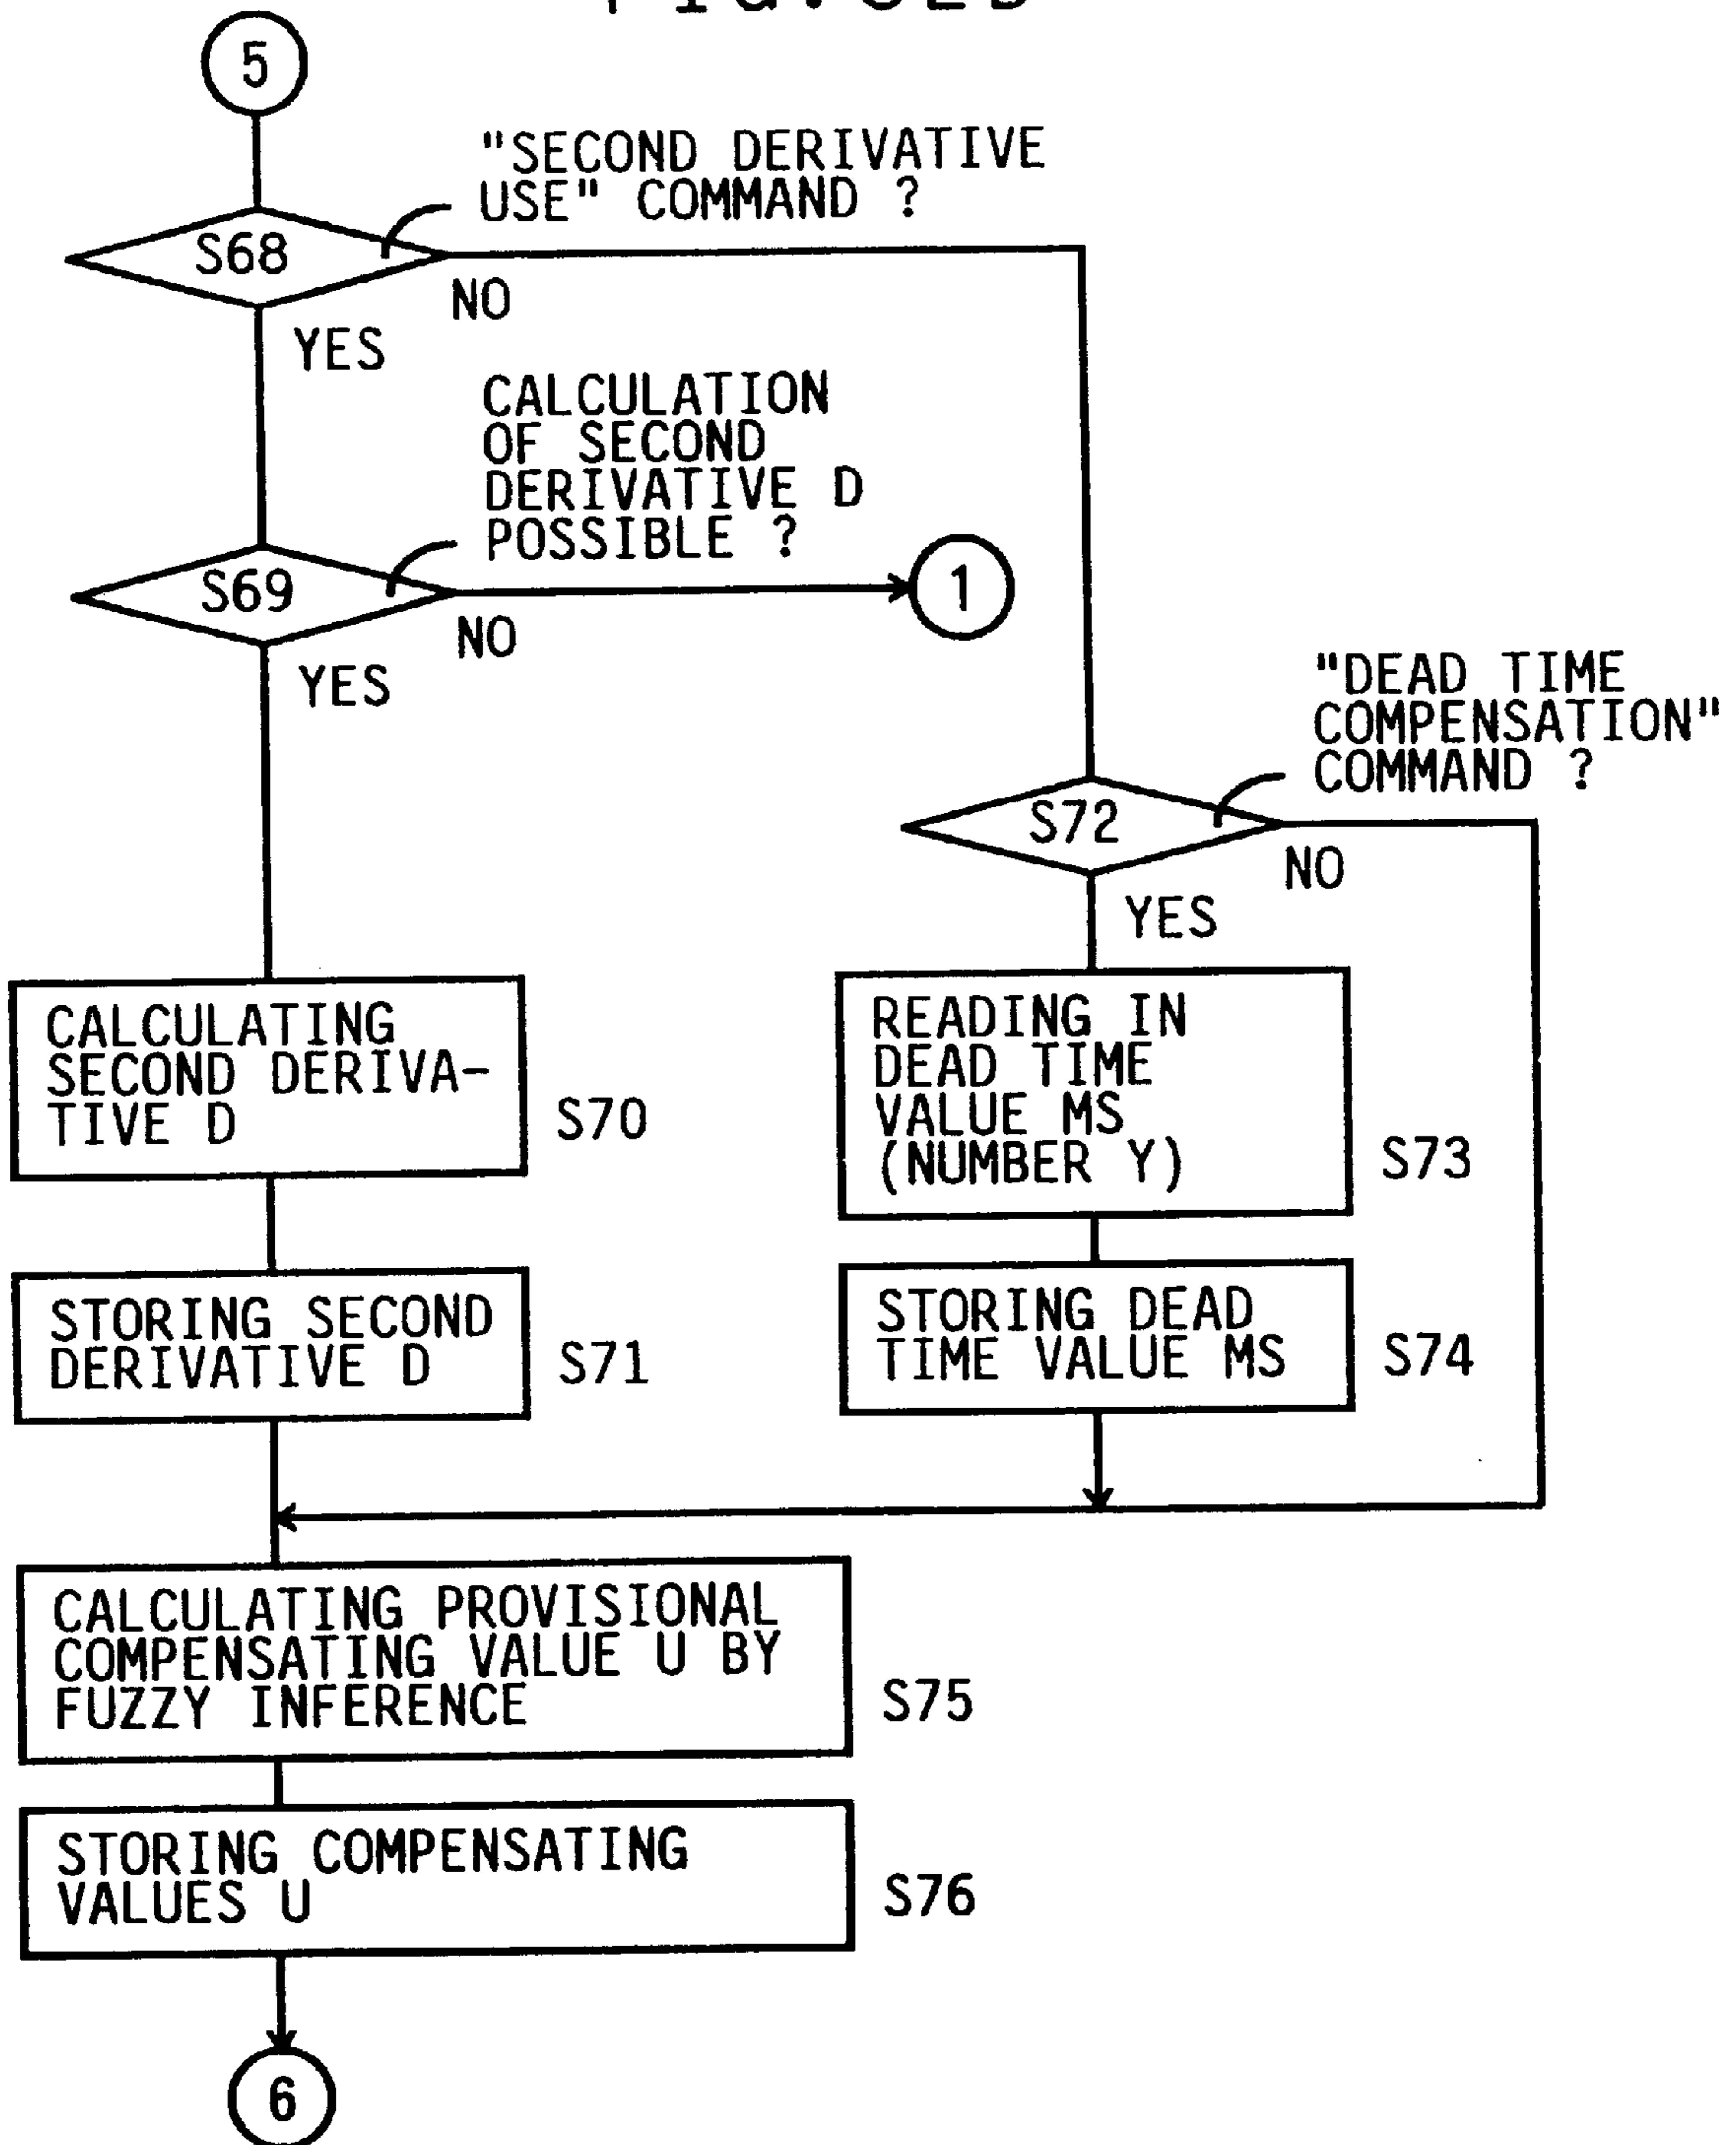 5
"SECOND DERIVATIVE
USE" COMMAND ?
S68
NO
YES
CALCULATION
OF SECOND
DERIVATIVE D
POSSIBLE ?
S69
NO
YES
1
"DEAD TIME
COMPENSATION"
COMMAND ?
S72
NO
YES
CALCULATING
SECOND DERIVA-
TIVE D
S70
READING IN
DEAD TIME
VALUE MS
(NUMBER Y)
S73
STORING SECOND
DERIVATIVE D
S71
STORING DEAD
TIME VALUE MS
S74
CALCULATING PROVISIONAL
COMPENSATING VALUE U BY
FUZZY INFERENCE
S75
STORING COMPENSATING
VALUES U
S76
6